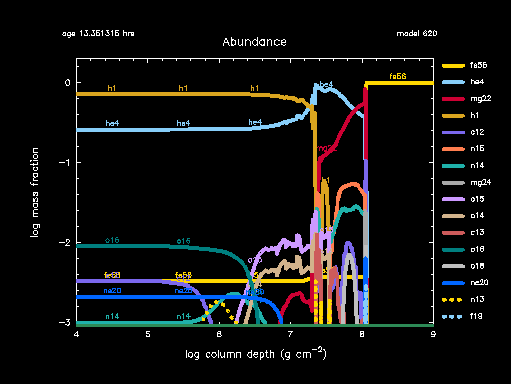 age 13.351315 hrs
model 620
Abundance
log mass fraction
0
-1
-2
-3
4
5
6
7
8
9
log column depth (g cm-2)
h1 h1 h1
he4 he4 he4
he4
fe56
h1
o16 o16
fe56 fe56
ne20 ne20
n14 n14
fe56
he4
mg22
h1
c12
n15
n14
mg24
o15
o14
c13
o16
o18
ne20
n13
f19